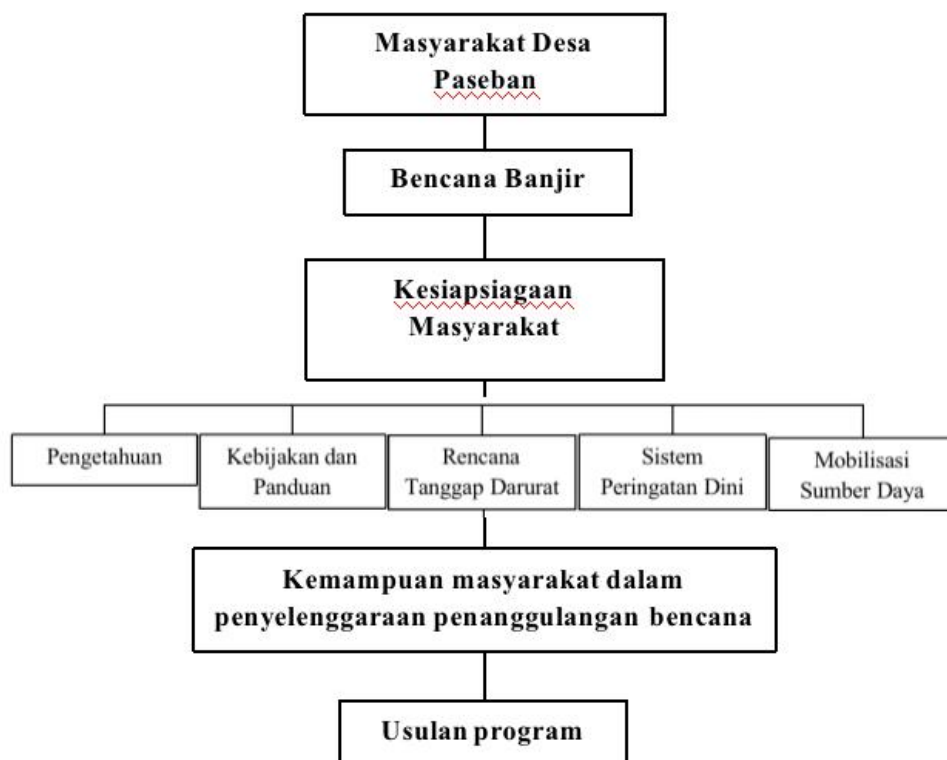 Masyarakat Desa
Paseban
Bencana Banjir
Kesiapsiagaan
Masyarakat
Pengetahuan
Kebijakan dan
Panduan
Rencana
Tanggap Darurat
Sistem
Peringatan Dini
Mobilisasi
Sumber Daya
Kemampuan masyarakat dalam
penyelenggaraan penanggulangan bencana
Usulan program